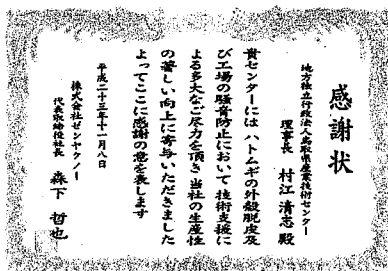 感謝状
地方独立行政法人鳥取県産業技術センター
理事長 村江清志殿
貴センターにはハトムギの外殻脱皮及
び工場の騒音防止において技術支援に
よる多大なご尽力を頂き当社の生産性
の著しい向上に寄与いただきました
よってここに感謝の意を表します
平成二十三年十一月八日
株式会社ゼンヤクノー
代表取締役社長 森下哲也